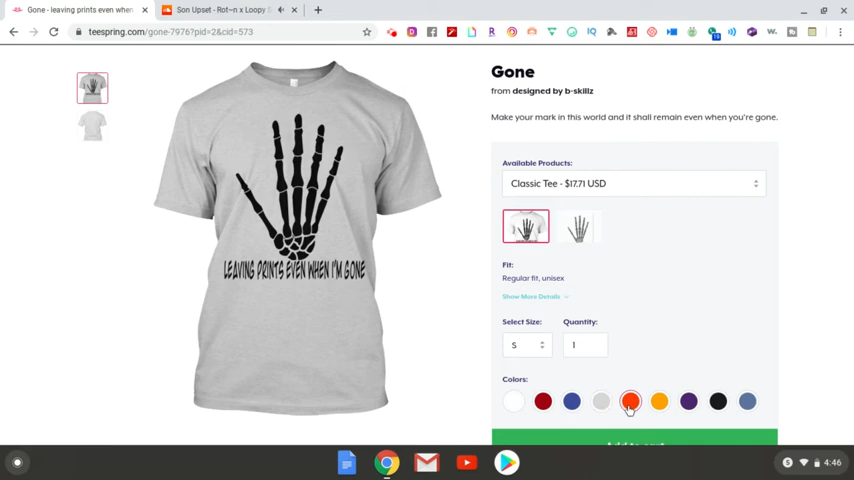 Gone - leaving prints even when
Son Upset - Rot~n x Loopy S
teespring.com/gone-7976?pid=2&cid=573
Gone
from designed by b-skillz
Make your mark in this world and it shall remain even when you're gone.
Available Products:
Classic Tee - $17.71 USD
LEAVING PRINTS EVEN WHEN I'M GONE
Fit:
Regular fit, unisex
Show More Details
Select Size:
Quantity:
S
1
Colors:
Add to cart
4:46